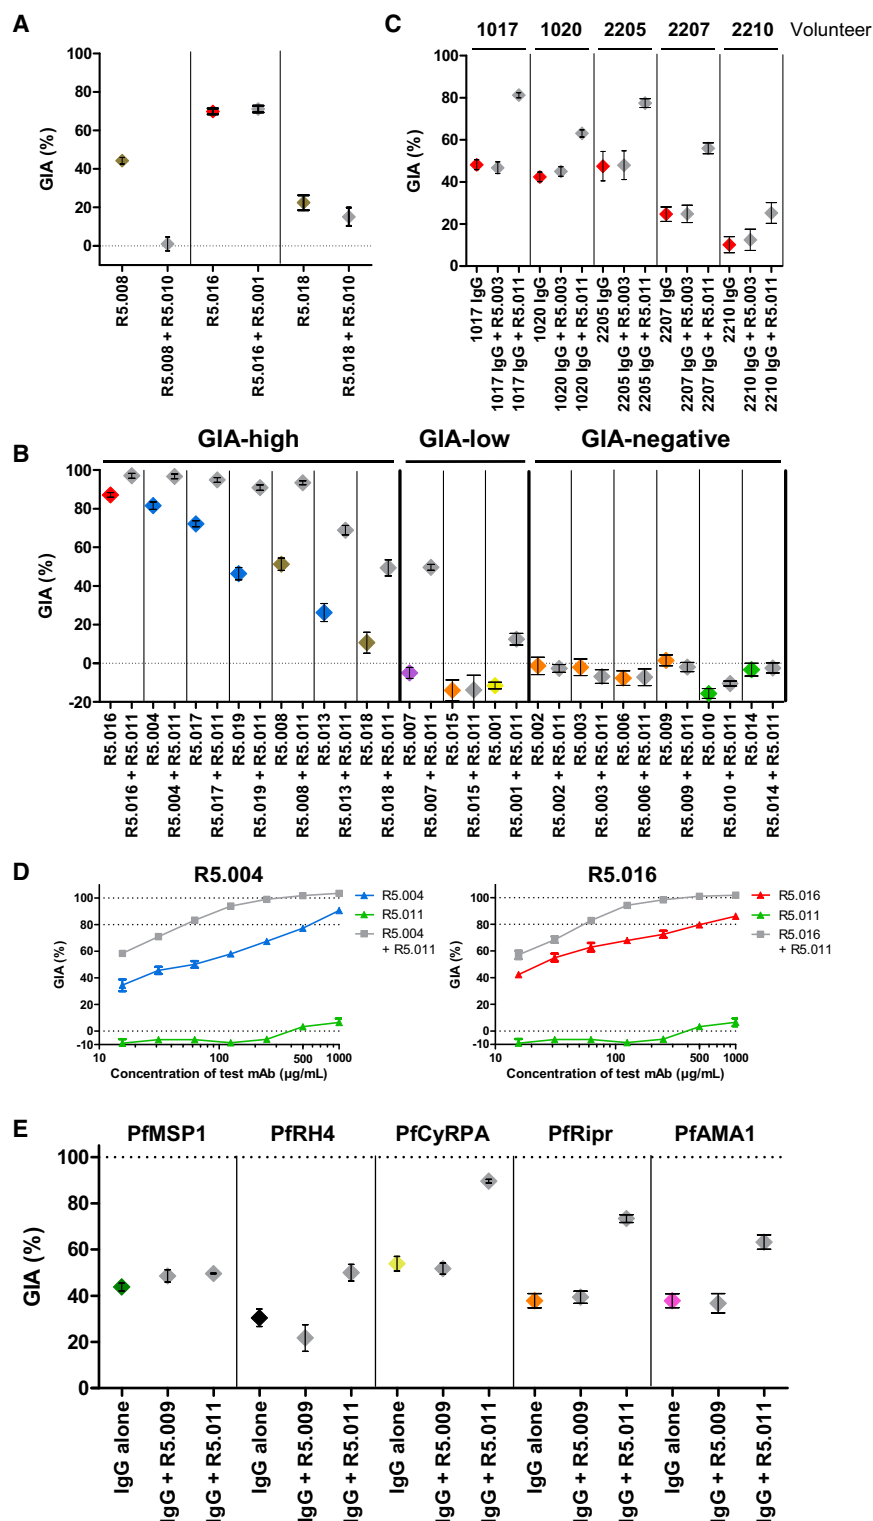 A
GIA (%)
100
80
60
40
20
0
R5.008
R5.008 + R5.010
R5.016
R5.016 + R5.001
R5.018
R5.018 + R5.010
C
1017 1020 2205 2207 2210 Volunteer
GIA (%)
100
80
60
40
20
0
1017 IgG
1017 IgG + R5.003
1017 IgG + R5.011
1020 IgG
1020 IgG + R5.003
1020 IgG + R5.011
2205 IgG
2205 IgG + R5.003
2205 IgG + R5.011
2207 IgG
2207 IgG + R5.003
2207 IgG + R5.011
2210 IgG
2210 IgG + R5.003
2210 IgG + R5.011
B
GIA-high GIA-low GIA-negative
GIA (%)
100
80
60
40
20
0
-20
R5.016
R5.016 + R5.011
R5.004
R5.004 + R5.011
R5.017
R5.017 + R5.011
R5.019
R5.019 + R5.011
R5.008
R5.008 + R5.011
R5.013
R5.013 + R5.011
R5.018
R5.018 + R5.011
R5.007
R5.007 + R5.011
R5.015
R5.015 + R5.011
R5.001
R5.001 + R5.011
R5.002
R5.002 + R5.011
R5.003
R5.003 + R5.011
R5.006
R5.006 + R5.011
R5.009
R5.009 + R5.011
R5.010
R5.010 + R5.011
R5.014
R5.014 + R5.011
D
R5.004
GIA (%)
100
80
60
40
20
0
-10
10 100 500 1000
Concentration of test mAb (µg/mL)
R5.004
R5.011
R5.004
+ R5.011
R5.016
GIA (%)
100
80
60
40
20
0
-10
10 100 500 1000
Concentration of test mAb (µg/mL)
R5.016
R5.011
R5.016
+ R5.011
E
PfMSP1 PfRH4 PfCyRPA PfRipr PfAMA1
GIA (%)
100
80
60
40
20
0
IgG alone
IgG + R5.009
IgG + R5.011
IgG alone
IgG + R5.009
IgG + R5.011
IgG alone
IgG + R5.009
IgG + R5.011
IgG alone
IgG + R5.009
IgG + R5.011
IgG alone
IgG + R5.009
IgG + R5.011